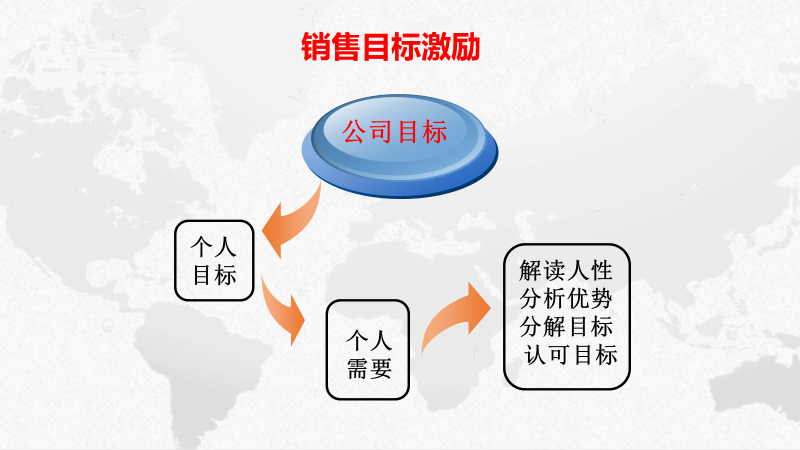 销售目标激励
公司目标
个人
目标
个人
需要
解读人性
分析优势
分解目标
认可目标